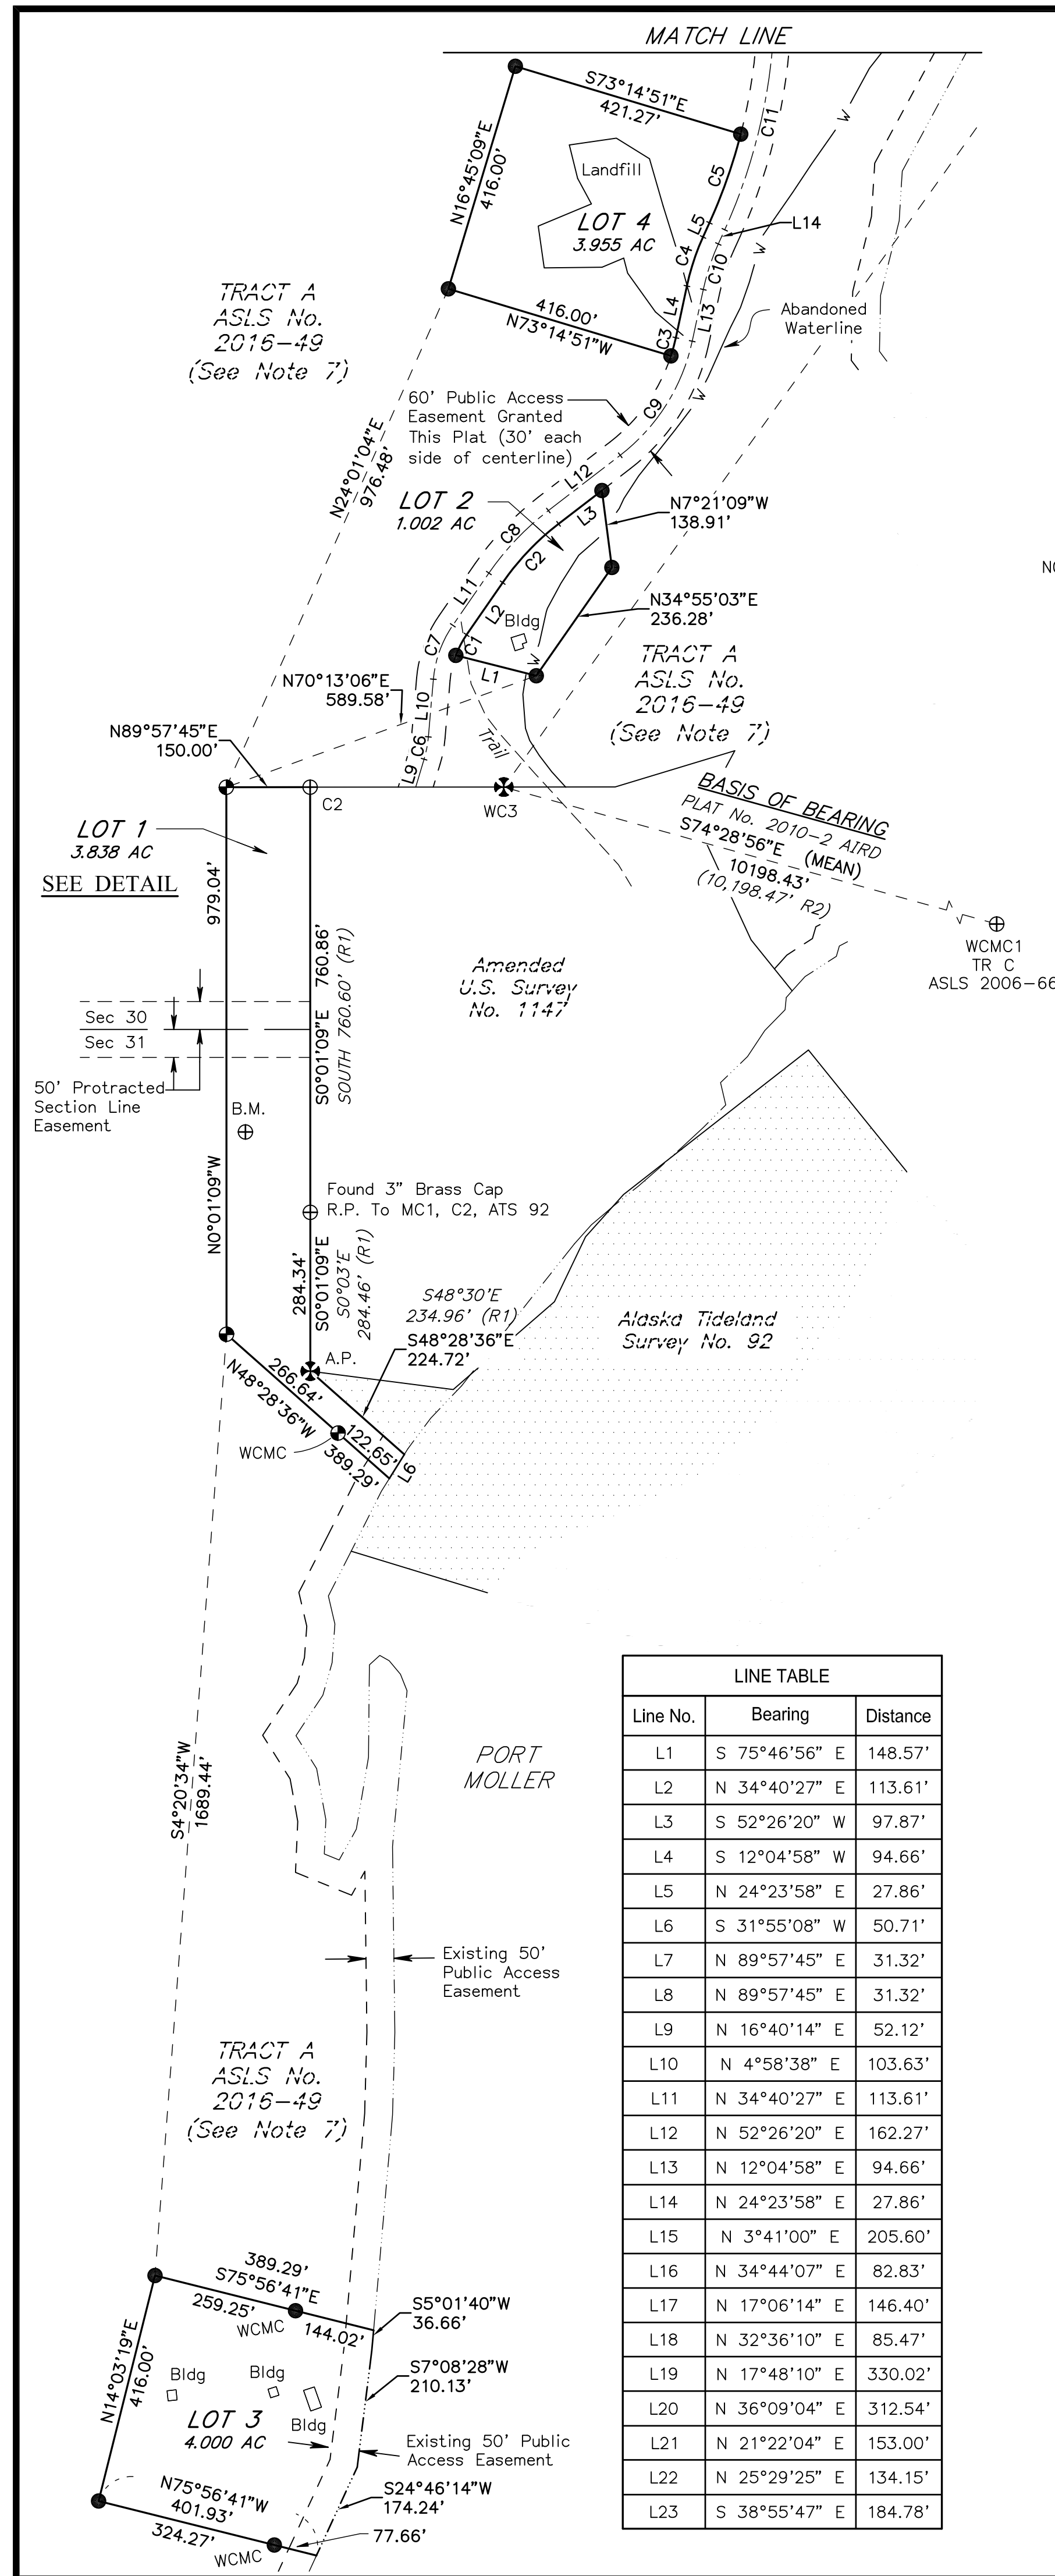 MATCH LINE
S73°14'51"E
421.27'
C11
W
N16°45'09"E
416.00'
Landfill
C5
LOT 4
3.955 AC
L5
L14
C4
C10
W
TRACT A
ASLS No.
2016-49
(See Note 7)
416.00'
N73°14'51"W
L4
L13
C3
Abandoned
Waterline
60' Public Access
Easement Granted
This Plat (30' each
side of centerline)
C9
W
N24°01'04"E
976.48'
L12
LOT 2
1.002 AC
N7°21'09"W
138.91'
C8
L3
C2
L11
L2
N34°55'03"E
236.28'
Bldg
C7
C1
W
L1
TRACT A
ASLS No.
2016-49
(See Note 7)
N70°13'06"E
589.58'
L10
N89°57'45"E
150.00'
C6
L9
Trail
C2
WC3
NO
BASIS OF BEARING
PLAT No. 2010-2 AIRD
S74°28'56"E (MEAN)
10198.43'
(10,198.47' R2)
LOT 1
3.838 AC
SEE DETAIL
WCMC1
TR C
ASLS 2006-66
979.04'
N0°01'09"W
760.86'
S0°01'09"E
SOUTH 760.60' (R1)
Amended
U.S. Survey
No. 1147
Sec 30
Sec 31
50' Protracted
Section Line
Easement
B.M.
Found 3" Brass Cap
R.P. To MC1, C2, ATS 92
284.34'
S0°01'09"E
S0°03'E
284.46' (R1)
S48°30'E
234.96' (R1)
S48°28'36"E
224.72'
Alaska Tideland
Survey No. 92
A.P.
266.64'
N48°28'36"W
122.65'
389.29'
L6
WCMC
S4°20'34"W
1689.44'
PORT
MOLLER
Existing 50'
Public Access
Easement
TRACT A
ASLS No.
2016-49
(See Note 7)
389.29'
S75°56'41"E
259.25'
WCMC
144.02'
S5°01'40"W
36.66'
N14°03'19"E
416.00'
Bldg
Bldg
Bldg
S7°08'28"W
210.13'
LOT 3
4.000 AC
Existing 50' Public
Access Easement
N75°56'41"W
401.93'
324.27'
WCMC
S24°46'14"W
174.24'
77.66'
LINE TABLE
Line No. Bearing Distance
L1 S 75°46'56" E 148.57'
L2 N 34°40'27" E 113.61'
L3 S 52°26'20" W 97.87'
L4 S 12°04'58" W 94.66'
L5 N 24°23'58" E 27.86'
L6 S 31°55'08" W 50.71'
L7 N 89°57'45" E 31.32'
L8 N 89°57'45" E 31.32'
L9 N 16°40'14" E 52.12'
L10 N 4°58'38" E 103.63'
L11 N 34°40'27" E 113.61'
L12 N 52°26'20" E 162.27'
L13 N 12°04'58" E 94.66'
L14 N 24°23'58" E 27.86'
L15 N 3°41'00" E 205.60'
L16 N 34°44'07" E 82.83'
L17 N 17°06'14" E 146.40'
L18 N 32°36'10" E 85.47'
L19 N 17°48'10" E 330.02'
L20 N 36°09'04" E 312.54'
L21 N 21°22'04" E 153.00'
L22 N 25°29'25" E 134.15'
L23 S 38°55'47" E 184.78'